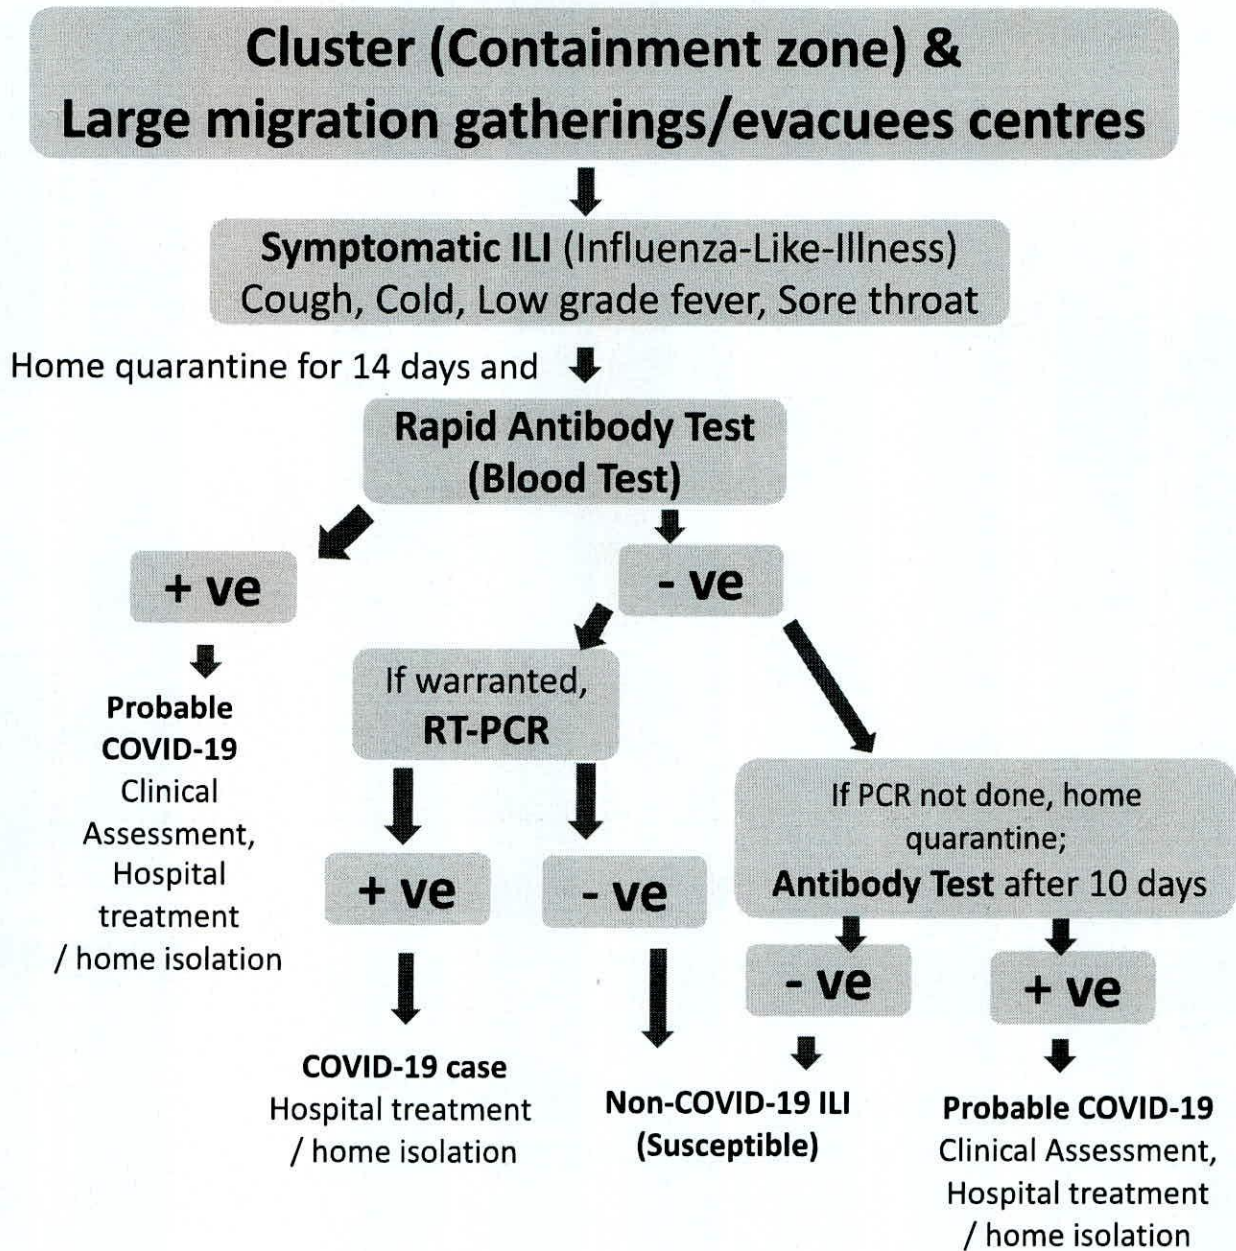 Cluster (Containment zone) &
Large migration gatherings/evacuees centres
Symptomatic ILI (Influenza-Like-Illness)
Cough, Cold, Low grade fever, Sore throat
Home quarantine for 14 days and
Rapid Antibody Test
(Blood Test)
+ ve
- ve
Probable
COVID-19
Clinical
Assessment,
Hospital
treatment
/ home isolation
If warranted,
RT-PCR
+ ve
- ve
COVID-19 case
Hospital treatment
/ home isolation
If PCR not done, home
quarantine;
Antibody Test after 10 days
- ve
+ ve
Non-COVID-19 ILI
(Susceptible)
Probable COVID-19
Clinical Assessment,
Hospital treatment
/ home isolation